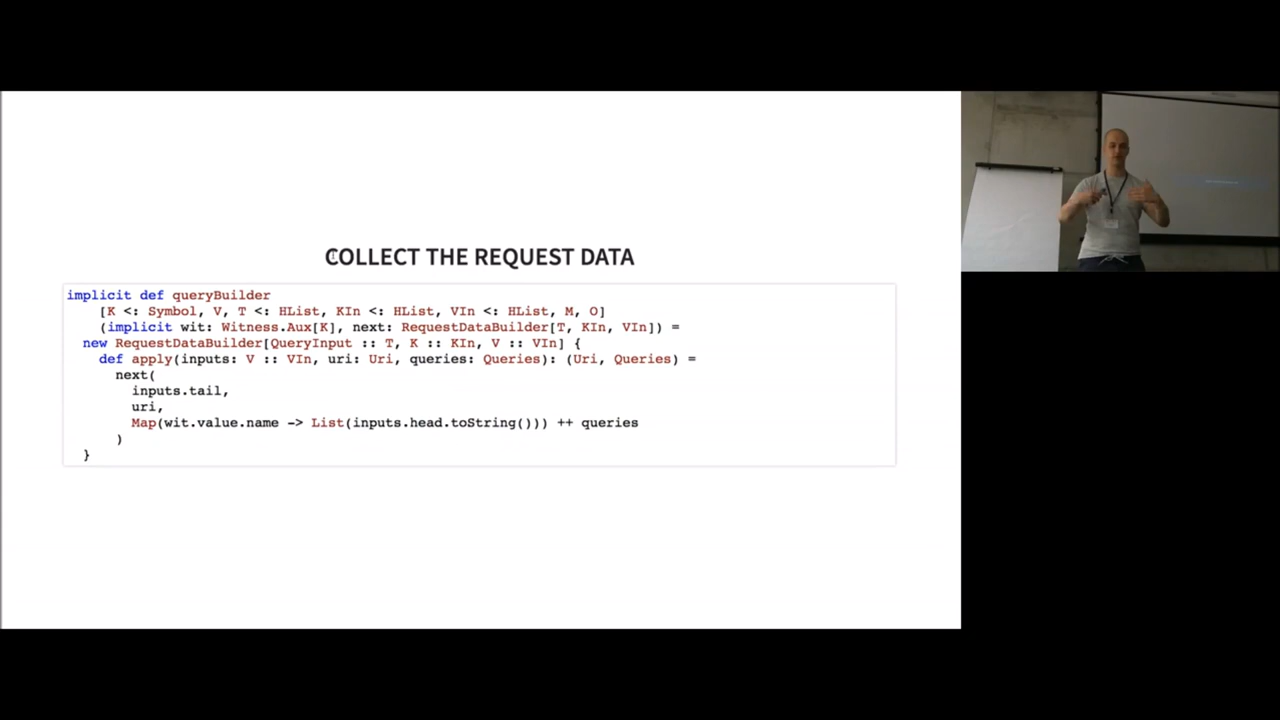 COLLECT THE REQUEST DATA
implicit def queryBuilder
[K <: Symbol, V, T <: HList, KIn <: HList, VIn <: HList, M, O]
(implicit wit: Witness.Aux[K], next: RequestDataBuilder[T, KIn, VIn]) =
new RequestDataBuilder[QueryInput :: T, K :: KIn, V :: VIn] {
def apply(inputs: V :: VIn, uri: Uri, queries: Queries): (Uri, Queries) =
next(
inputs.tail,
uri,
Map(wit.value.name -> List(inputs.head.toString())) ++ queries
)
}